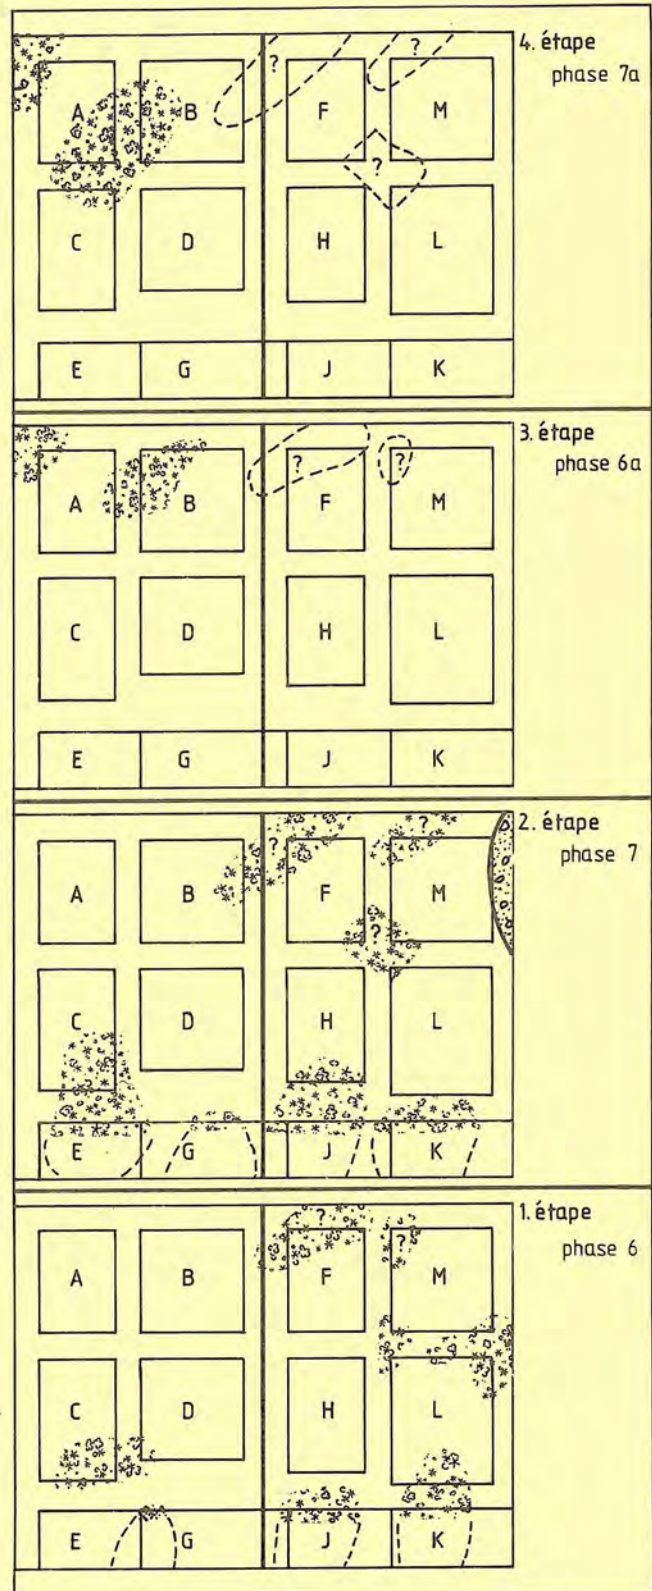 4. étape
phase 7a
? ?
A B F M
?
C D H L
E G J K
3. étape
phase 6a
? ?
A B F M
C D H L
E G J K
2. étape
phase 7
? ?
A B F M
?
C D H L
E G J K
1. étape
phase 6
? ?
A B F M
C D H L
E G J K